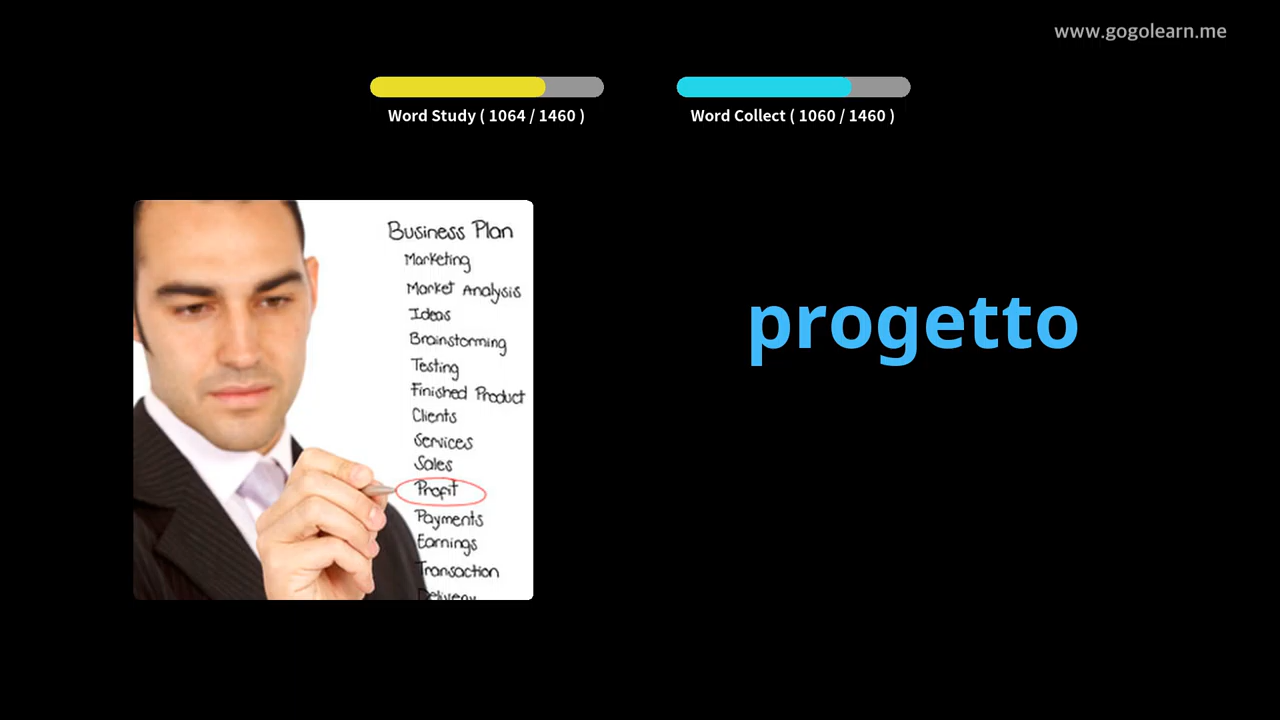 www.gogolearn.me
Word Study ( 1064 / 1460 )
Word Collect ( 1060 / 1460 )
Business Plan
Marketing
Market Analysis
Ideas
Brainstorming
Testing
Finished Product
Clients
Services
Sales
Profit
Payments
Earnings
Transaction
Delivery
progetto